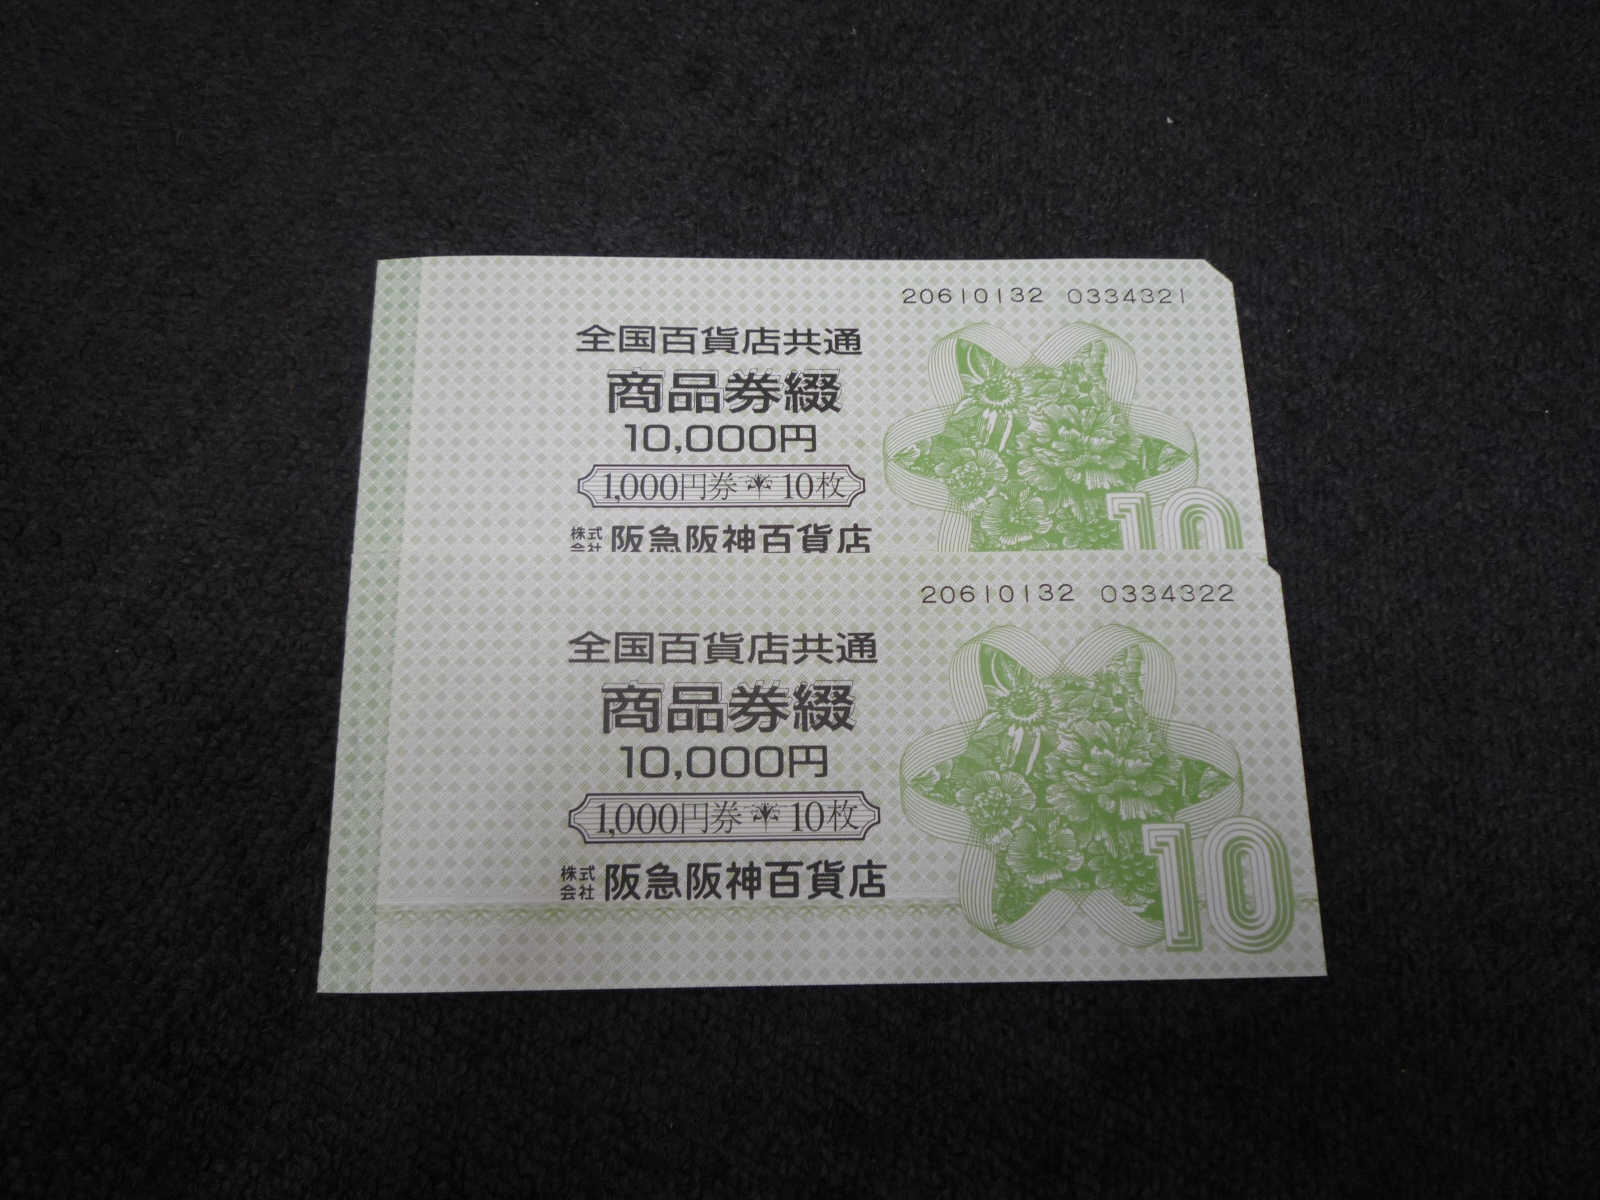 20610132 0334321
全国百貨店共通
商品券綴
10,000円
1,000円券 10枚
株式会社 阪急阪神百貨店
10
20610132 0334322
全国百貨店共通
商品券綴
10,000円
1,000円券 10枚
株式会社 阪急阪神百貨店
10